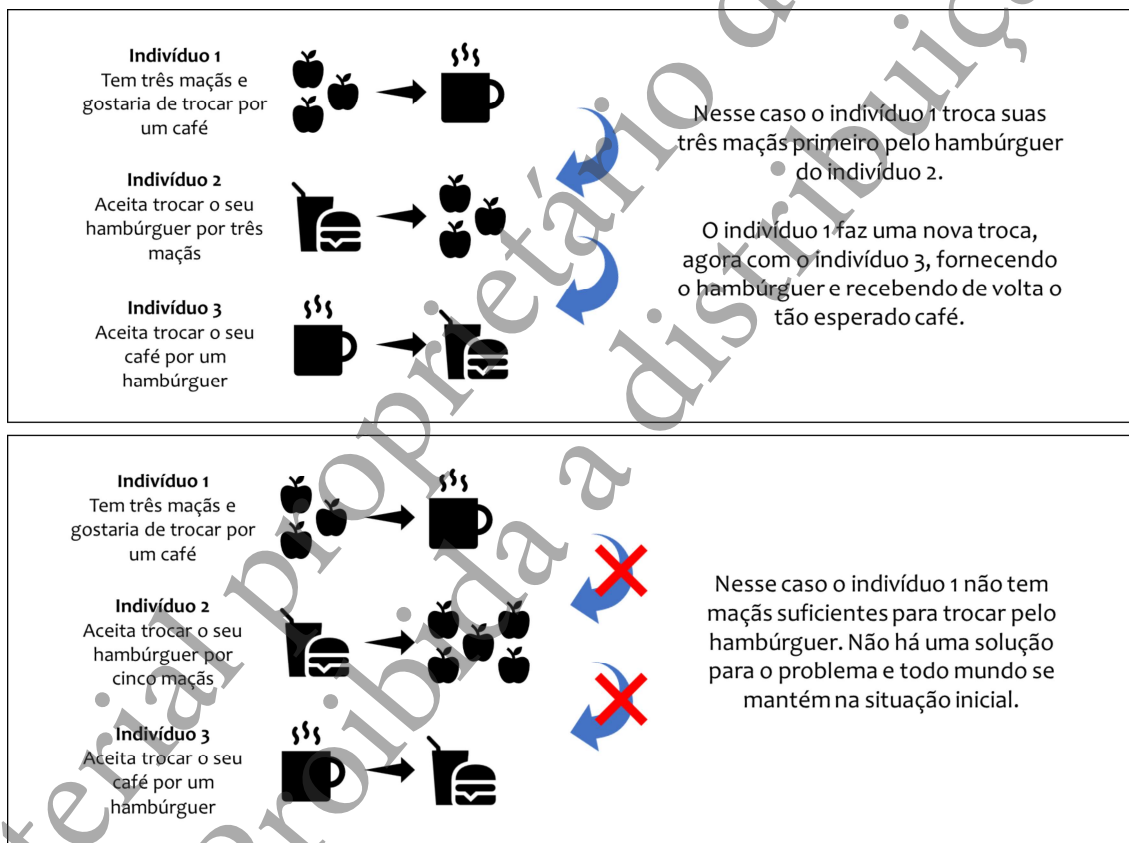 Indivíduo 1
Tem três maçãs e
gostaria de trocar por
um café
Indivíduo 2
Aceita trocar o seu
hambúrguer por três
maçãs
Indivíduo 3
Aceita trocar o seu
café por um
hambúrguer
Nesse caso o indivíduo 1 troca suas
três maçãs primeiro pelo hambúrguer
do indivíduo 2.
O indivíduo 1 faz uma nova troca,
agora com o indivíduo 3, fornecendo
o hambúrguer e recebendo de volta o
tão esperado café.
Indivíduo 1
Tem três maçãs e
gostaria de trocar por
um café
Indivíduo 2
Aceita trocar o seu
hambúrguer por
cinco maçãs
Indivíduo 3
Aceita trocar o seu
café por um
hambúrguer
Nesse caso o indivíduo 1 não tem
maçãs suficientes para trocar pelo
hambúrguer. Não há uma solução
para o problema e todo mundo se
mantém na situação inicial.
proprietário
Proibida a distribuiç